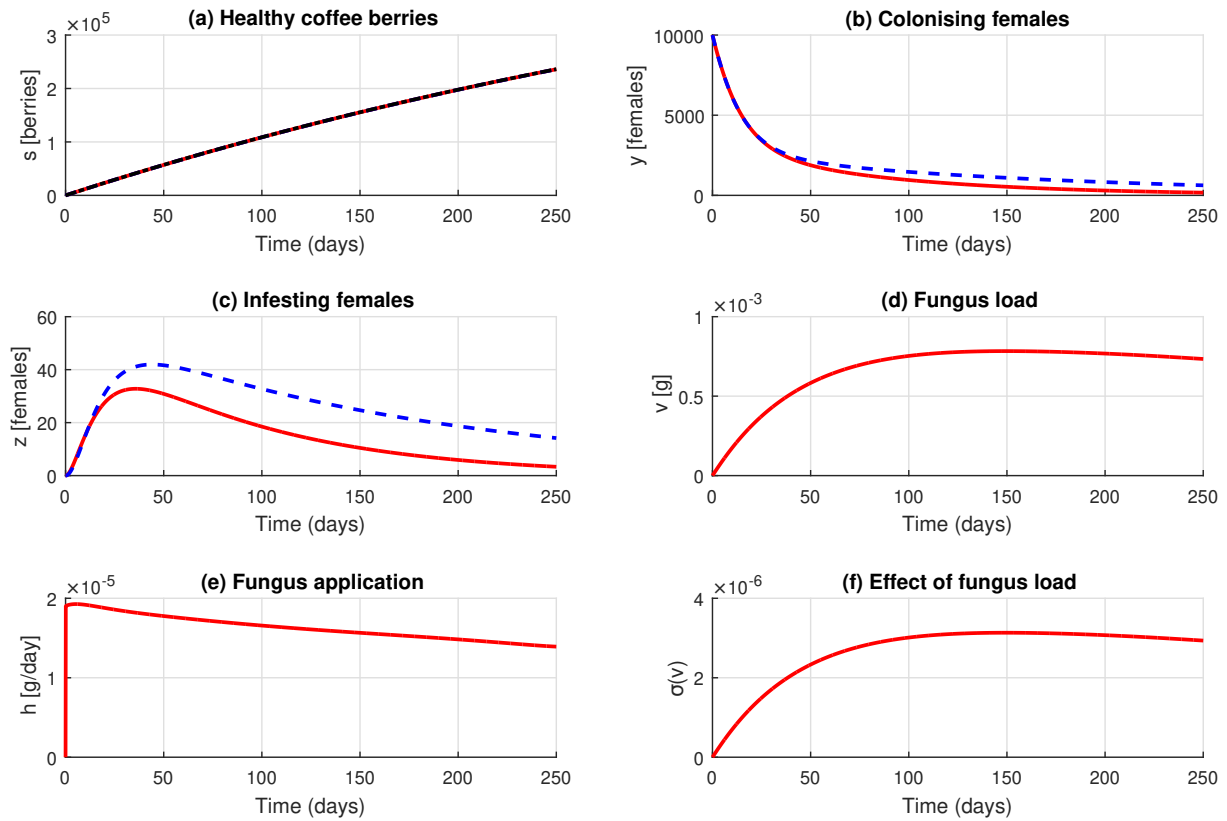 (a) Healthy coffee berries
×10^5
3
2
1
0
s [berries]
0 50 100 150 200 250
Time (days)
(b) Colonising females
10000
5000
0
y [females]
0 50 100 150 200 250
Time (days)
(c) Infesting females
60
40
20
0
z [females]
0 50 100 150 200 250
Time (days)
(d) Fungus load
×10^-3
1
0.5
0
v [g]
0 50 100 150 200 250
Time (days)
(e) Fungus application
×10^-5
2
1
0
h [g/day]
0 50 100 150 200 250
Time (days)
(f) Effect of fungus load
×10^-6
4
2
0
σ(v)
0 50 100 150 200 250
Time (days)